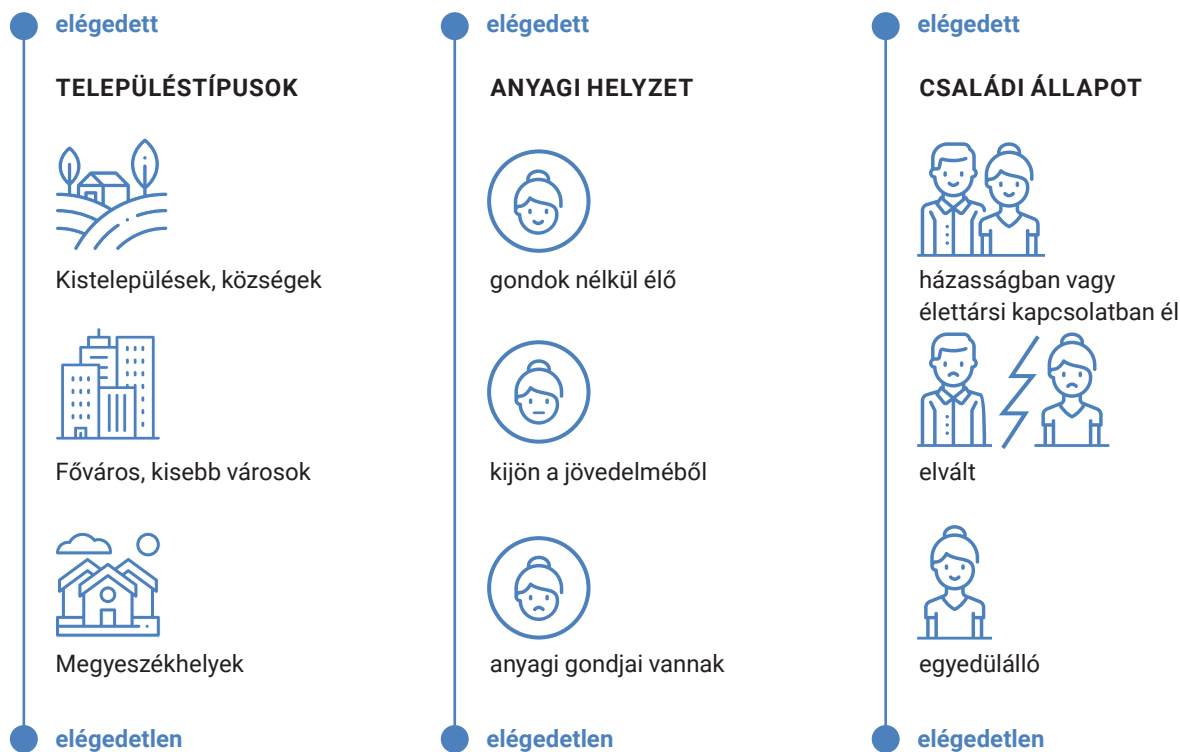 elégedett
TELEPÜLÉSTÍPUSOK
Kistelepülések, községek
Főváros, kisebb városok
Megyeszékhelyek
elégedetlen
elégedett
ANYAGI HELYZET
gondok nélkül élő
kijön a jövedelméből
anyagi gondjai vannak
elégedetlen
elégedett
CSALÁDI ÁLLAPOT
házasságban vagy
élettársi kapcsolatban él
elvált
egyedülálló
elégedetlen